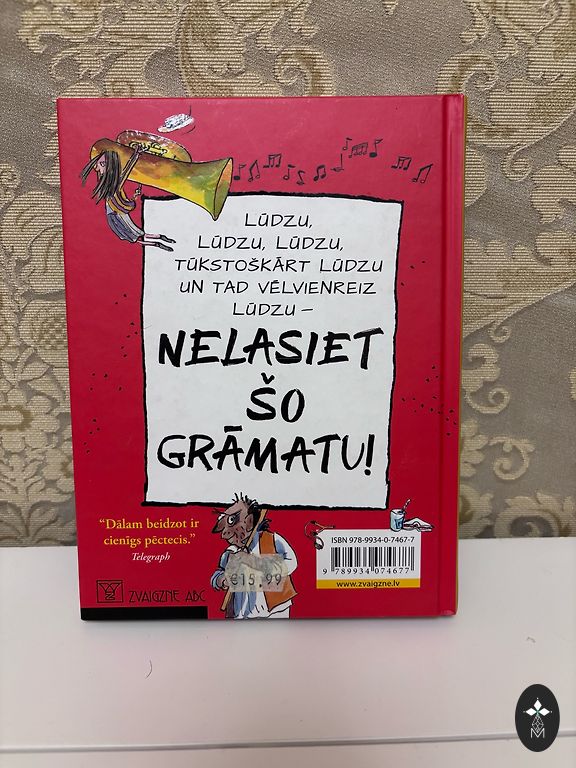 LŪDZU,
LŪDZU, LŪDZU,
TŪKSTOŠKĀRT LŪDZU
UN TAD VĒLVIENREIZ
LŪDZU –
NELASIET
ŠO
GRĀMATU!
“Dālam beidzot ir
cienīgs pēctecis.”
Telegraph
€15.99
ZVAIGZNE ABC
ISBN 978-9934-0-7467-7
9 789934 074677
www.zvaigzne.lv
M